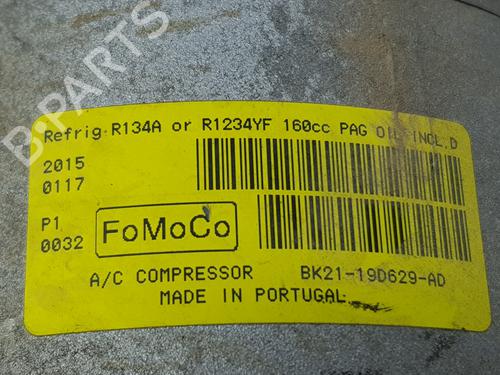 B-PARTS
Refrig R134A or R1234YF 160cc PAG OIL INCL.D
2015
0117
P1
0032
FoMoCo
A/C COMPRESSOR BK21-19D629-AD
MADE IN PORTUGAL